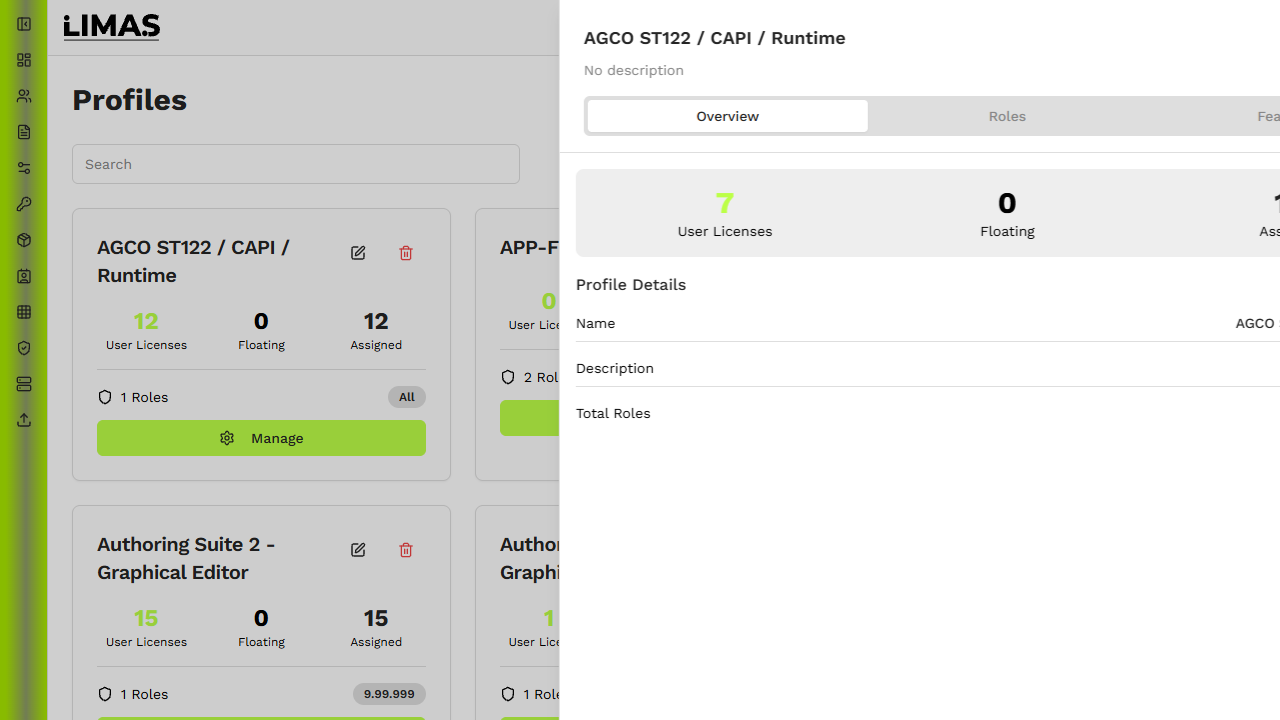 LIMAS
Profiles
Search
AGCO ST122 / CAPI /
Runtime
12
User Licenses
0
Floating
12
Assigned
1 Roles
All
Manage
APP-F
0
User Lice
2 Rol
Authoring Suite 2 -
Graphical Editor
15
User Licenses
0
Floating
15
Assigned
1 Roles
9.99.999
Autho
Graphi
1
User Lice
1 Role
AGCO ST122 / CAPI / Runtime
No description
Overview
Roles
Fea
7
User Licenses
0
Floating
1
Ass
Profile Details
Name
AGCO
Description
Total Roles